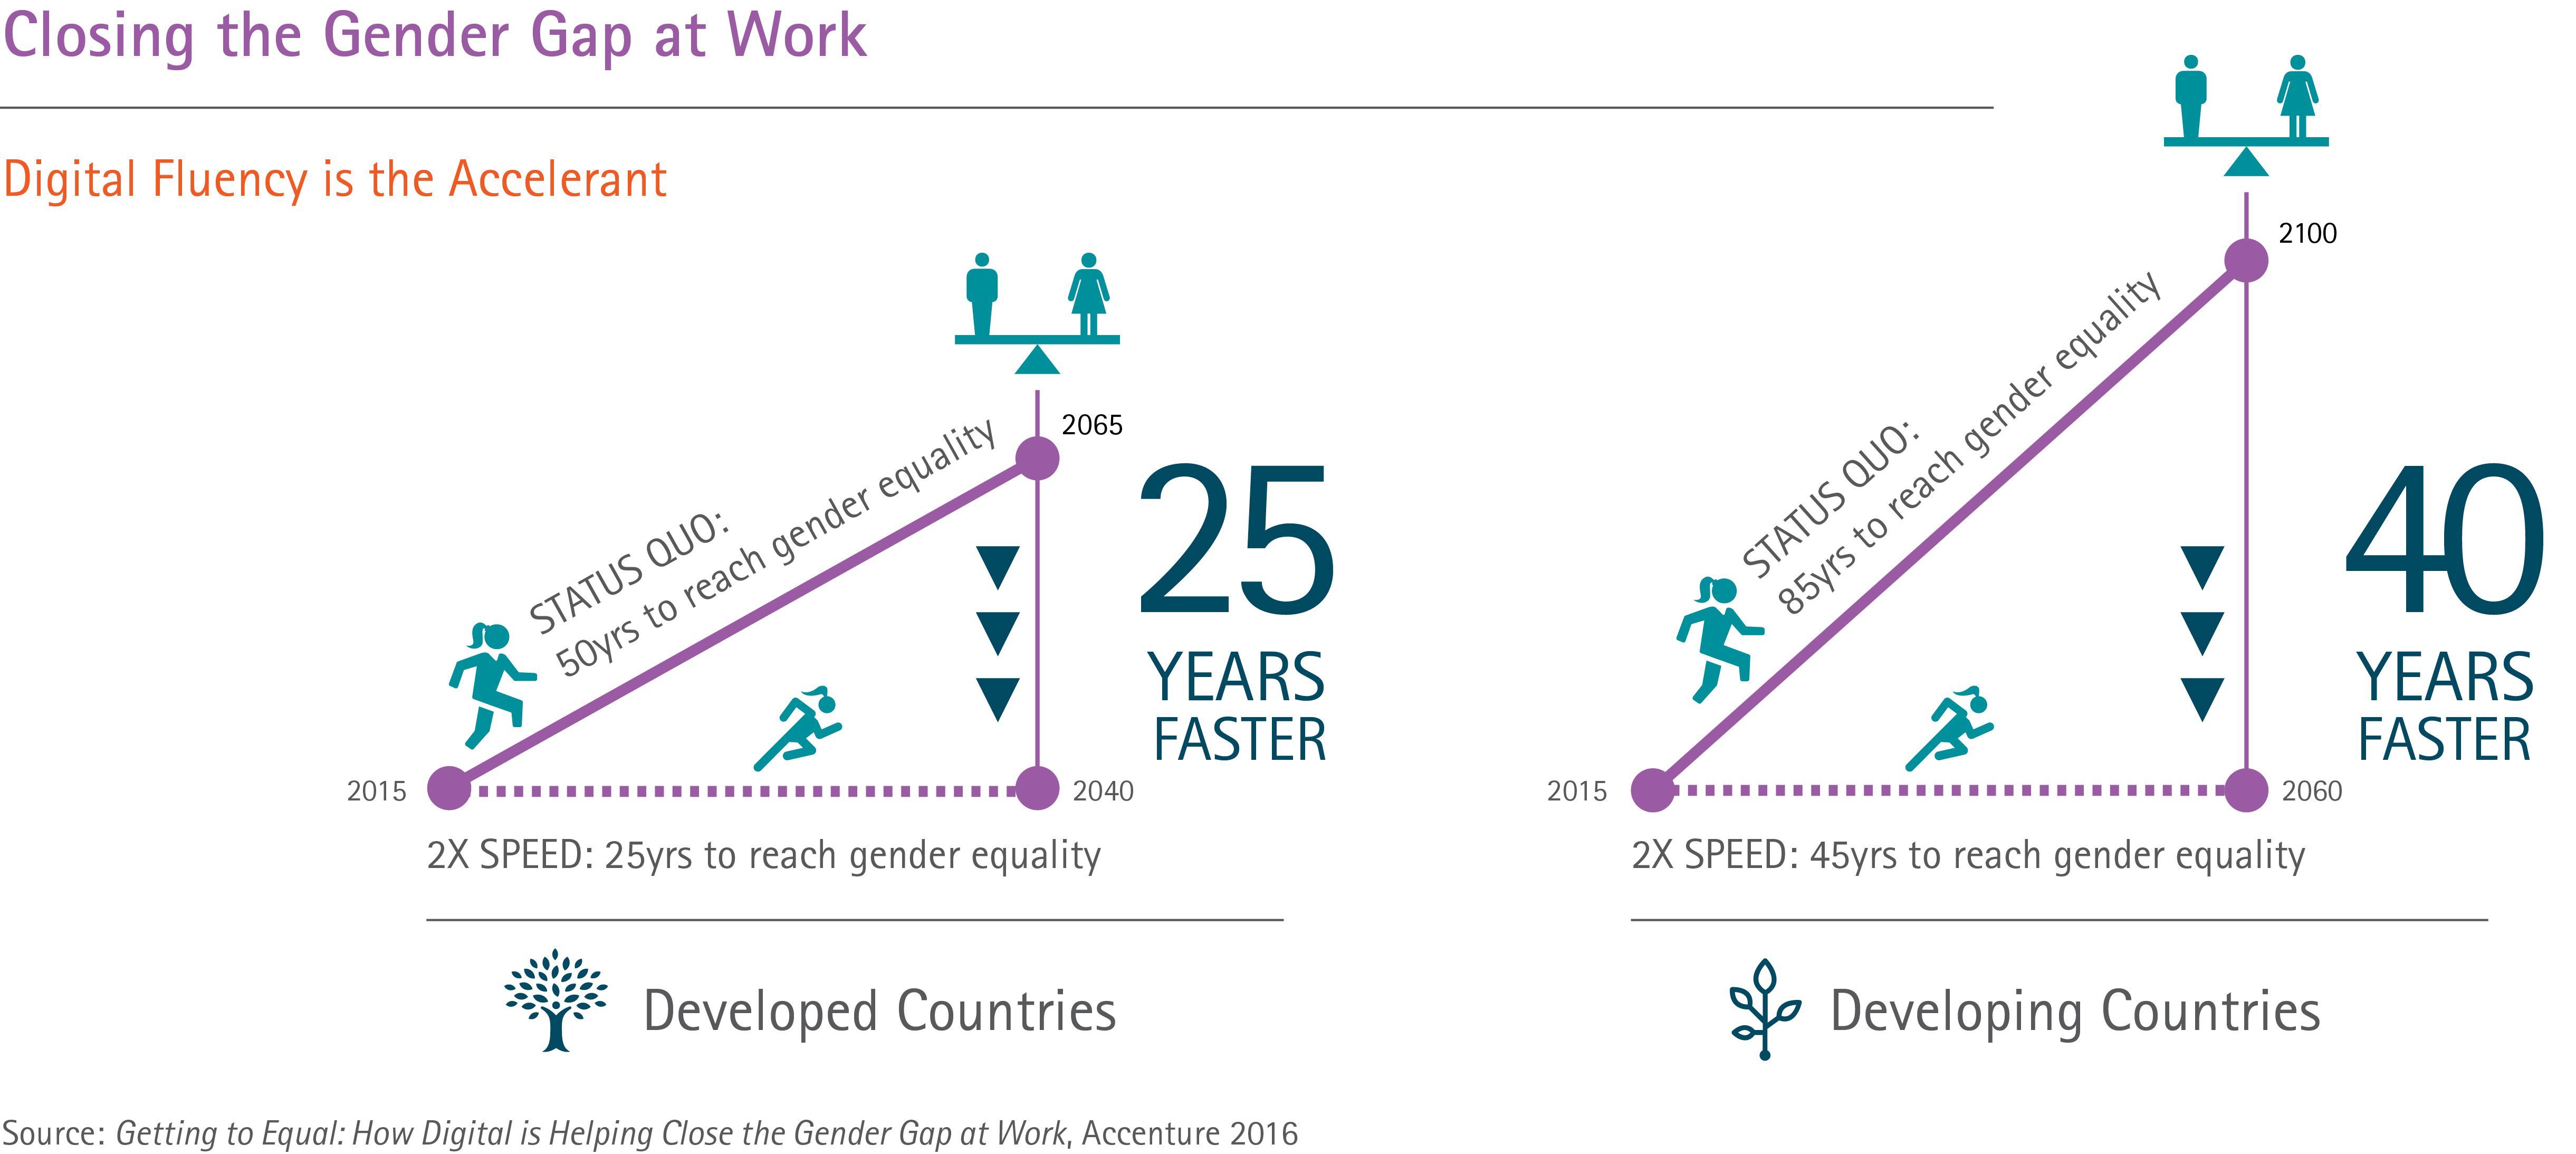 Closing the Gender Gap at Work
Digital Fluency is the Accelerant
2065
STATUS QUO:
50yrs to reach gender equality
25
YEARS
FASTER
2015
2040
2X SPEED: 25yrs to reach gender equality
Developed Countries
2100
STATUS QUO:
85yrs to reach gender equality
40
YEARS
FASTER
2015
2060
2X SPEED: 45yrs to reach gender equality
Developing Countries
Source: Getting to Equal: How Digital is Helping Close the Gender Gap at Work, Accenture 2016